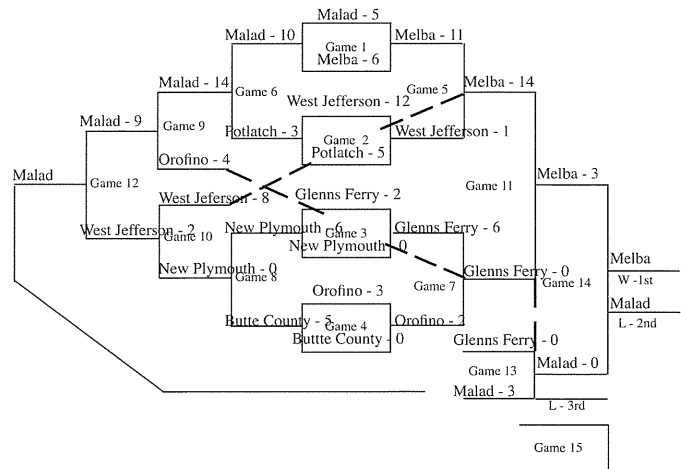 Malad - 5
Malad - 10
Melba - 11
Game 1
Melba - 6
Malad - 14
Game 6
Game 5
Melba - 14
West Jefferson - 12
Malad - 9
Game 9
Potlatch - 3
Game 2
West Jefferson - 1
Potlatch - 5
Orofino - 4
Malad
Game 12
Game 11
Melba - 3
West Jeferson - 8
Glenns Ferry - 2
West Jefferson - 2
Game 10
New Plymouth - 6
Game 3
Glenns Ferry - 6
New Plymouth - 0
New Plymouth - 0
Game 8
Glenns Ferry - 0
Melba
Game 7
Game 14
W -1st
Orofino - 3
Malad
Butte County - 5
Game 4
Orofino - 2
L - 2nd
Buttte County - 0
Glenns Ferry - 0
Game 13
Malad - 0
Malad - 3
L - 3rd
Game 15